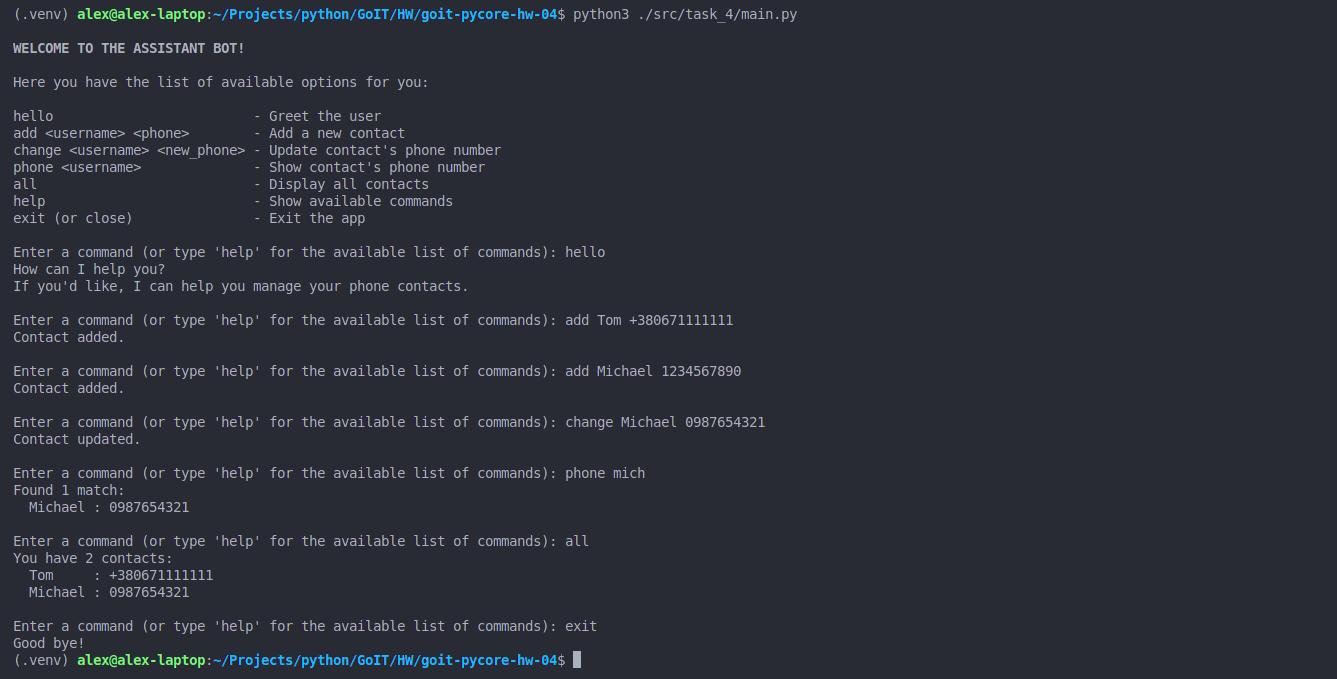 (.venv) alex@alex-laptop:~/Projects/python/GoIT/HW/goit-pycore-hw-04$ python3 ./src/task_4/main.py
WELCOME TO THE ASSISTANT BOT!
Here you have the list of available options for you:
hello                         - Greet the user
add <username> <phone>        - Add a new contact
change <username> <new_phone> - Update contact's phone number
phone <username>              - Show contact's phone number
all                           - Display all contacts
help                          - Show available commands
exit (or close)               - Exit the app
Enter a command (or type 'help' for the available list of commands): hello
How can I help you?
If you'd like, I can help you manage your phone contacts.
Enter a command (or type 'help' for the available list of commands): add Tom +380671111111
Contact added.
Enter a command (or type 'help' for the available list of commands): add Michael 1234567890
Contact added.
Enter a command (or type 'help' for the available list of commands): change Michael 0987654321
Contact updated.
Enter a command (or type 'help' for the available list of commands): phone mich
Found 1 match:
  Michael : 0987654321
Enter a command (or type 'help' for the available list of commands): all
You have 2 contacts:
  Tom     : +380671111111
  Michael : 0987654321
Enter a command (or type 'help' for the available list of commands): exit
Good bye!
(.venv) alex@alex-laptop:~/Projects/python/GoIT/HW/goit-pycore-hw-04$